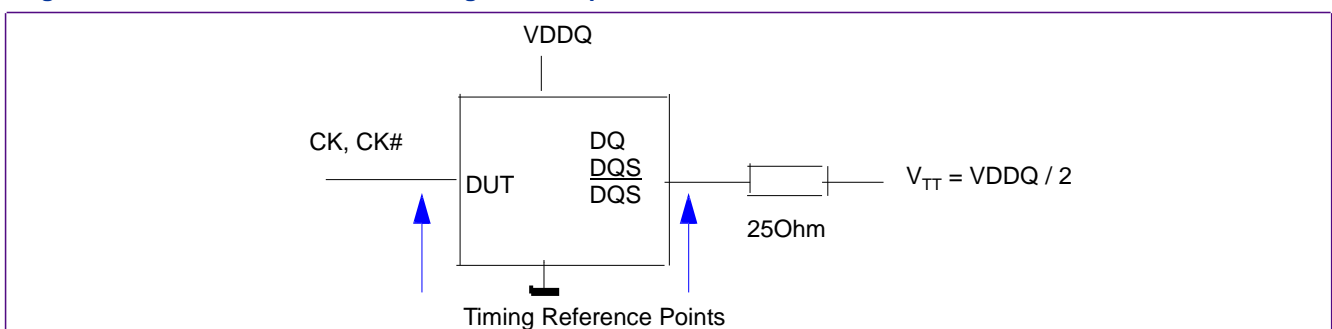 VDDQ
CK, CK#
DUT
DQ
DQS
DQS
V_TT = VDDQ / 2
25Ohm
Timing Reference Points